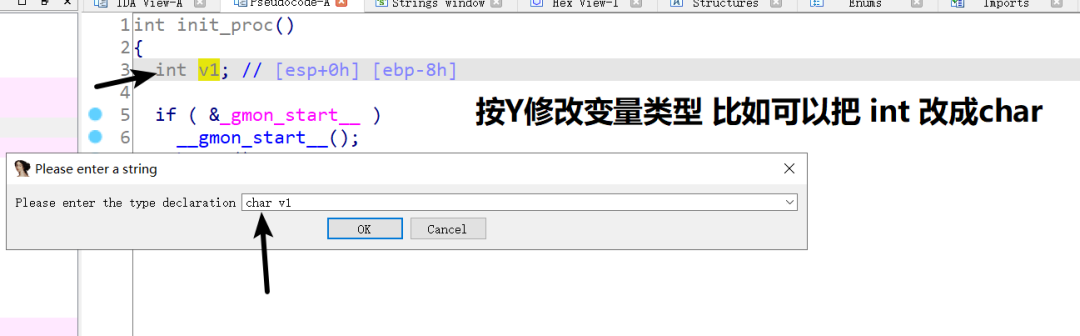 IDA View-A Pseudocode-A Strings window Hex View-1 Structures Enums Imports
1 int init_proc()
2 {
3 int v1; // [esp+0h] [ebp-8h]
4
5 if ( &_gmon_start__ )
6 __gmon_start__();
按Y修改变量类型 比如可以把 int 改成char
Please enter a string
Please enter the type declaration char v1
OK Cancel